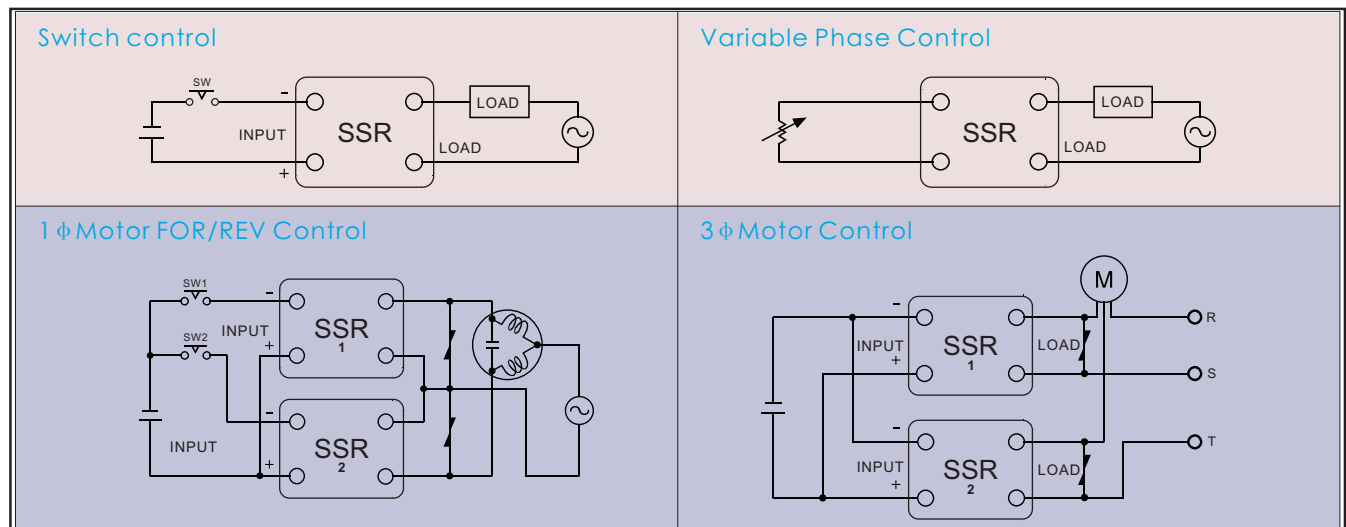 Switch control
SW
-
INPUT
+
SSR
LOAD
LOAD
Variable Phase Control
SSR
LOAD
LOAD
1 φ Motor FOR/REV Control
SW1
-
SW2
INPUT
+
SSR
1
-
INPUT
+
SSR
2
3 φ Motor Control
M
-
INPUT
+
SSR
1
LOAD
R
S
-
INPUT
+
SSR
2
LOAD
T